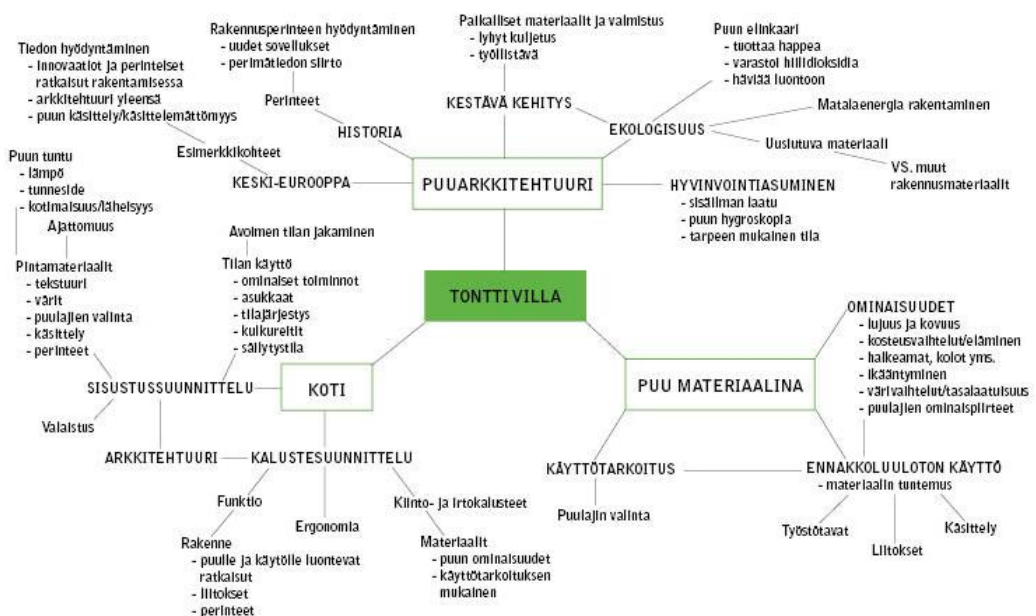 Tiedon hyödyntäminen
- innovaatiot ja perinteiset
ratkaisut rakentamisessa
- arkkitehtuuri yleensä
- puun käsittely/käsittelemättömyys
Esimerkkikohteet
KESKI-EUROOPPA
Rakennusperinteen hyödyntäminen
- uudet sovellukset
- perimätiedon siirto
Perinteet
HISTORIA
Paikalliset materiaalit ja valmistus
- lyhyt kuljetus
- työllistävä
KESTÄVÄ KEHITYS
Puun elinkaari
- tuottaa happea
- varastoi hiilidioksidia
- häviää luontoon
EKOLOGISUUS
Matalaenergia rakentaminen
Uusiutuva materiaali
VS. muut
rakennusmateriaalit
PUUARKKITEHTUURI
HYVINVOINTIASUMINEN
- sisäilman laatu
- puun hygroskopia
- tarpeen mukainen tila
Puun tuntu
- lämpö
- tunneside
- kotimaisuus/läheisyys
Ajattomuus
Pintamateriaalit
- tekstuuri
- värit
- puulajien valinta
- käsittely
- perinteet
Avoimen tilan jakaminen
Tilan käyttö
- ominaiset toiminnot
- asukkaat
- tilajärjestys
- kulkureitit
- säilytystila
TONTTI VILLA
SISUSTUSSUUNNITTELU
KOTI
Valaistus
ARKKITEHTUURI
KALUSTESUUNNITTELU
Funktio
Ergonomia
Kiinto- ja irtokalusteet
Rakenne
- puulle ja käytölle luontevat
ratkaisut
- liitokset
- perinteet
Materiaalit
- puun ominaisuudet
- käyttötarkoituksen
mukainen
PUU MATERIAALINA
OMINAISUUDET
- lujuus ja kovuus
- kosteusvaihtelut/eläminen
- halkeamat, kolot yms.
- ikääntyminen
- värivaihtelut/tasalaatuisuus
- puulajien ominaispiirteet
KÄYTTÖTARKOITUS
Puulajin valinta
ENNAKKOLUULOTON KÄYTTÖ
- materiaalin tuntemus
Työstötavat
Liitokset
Käsittely